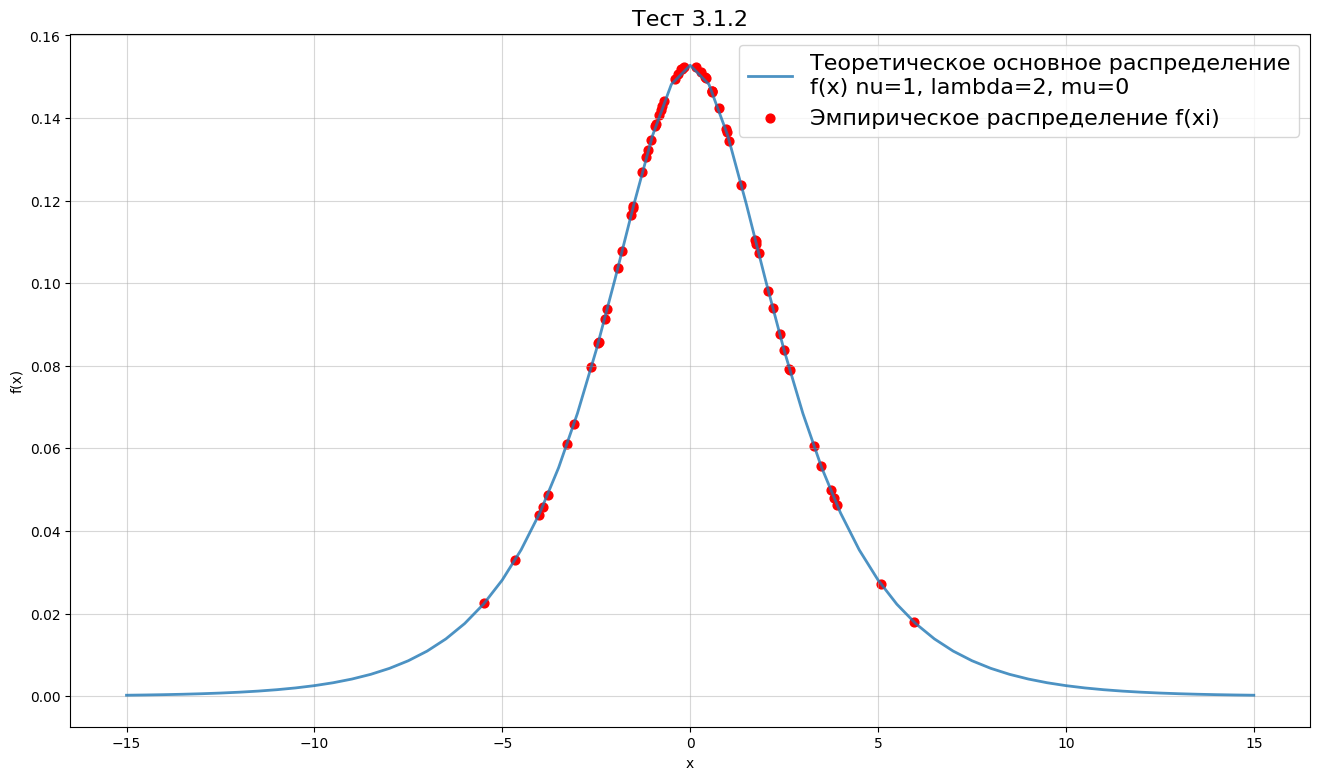 Тест 3.1.2
Теоретическое основное распределение
f(x) nu=1, lambda=2, mu=0
Эмпирическое распределение f(xi)
0.16
0.14
0.12
0.10
0.08
0.06
0.04
0.02
0.00
f(x)
−15
−10
−5
0
5
10
15
x